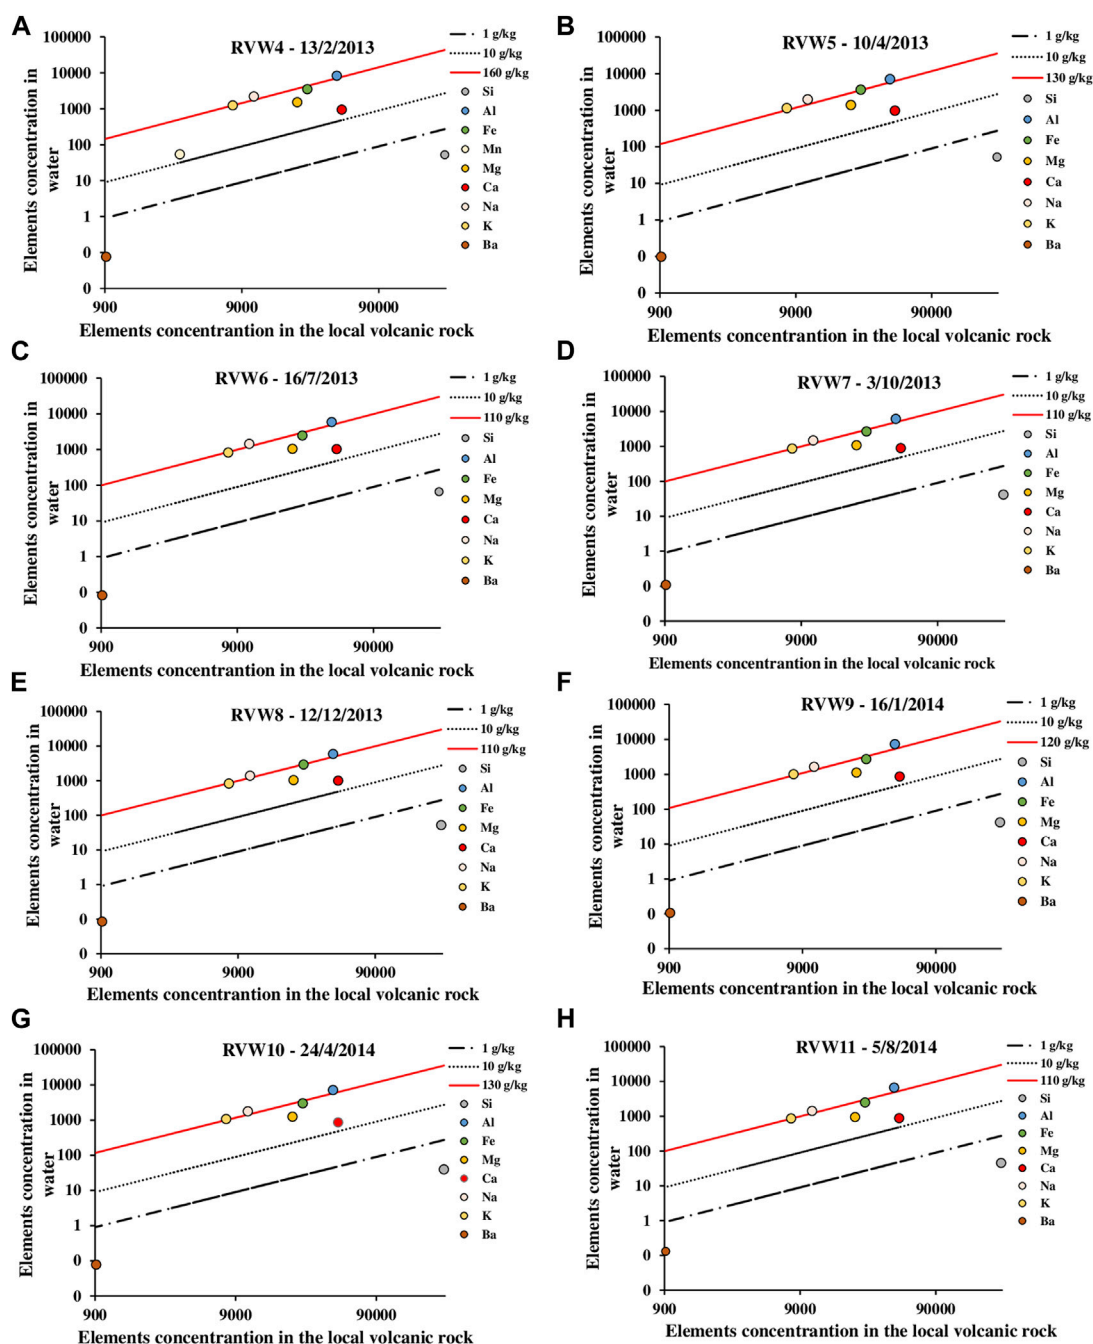 A
RVW4 - 13/2/2013
Elements concentration in
water
100000
10000
1000
100
10
1
0
0
900
9000
90000
Elements concentrantion in the local volcanic rock
1 g/kg
10 g/kg
160 g/kg
Si
Al
Fe
Mn
Mg
Ca
Na
K
Ba
B
RVW5 - 10/4/2013
Elements concentration in
water
100000
10000
1000
100
10
1
0
0
900
9000
90000
Elements concentrantion in the local volcanic rock
1 g/kg
10 g/kg
130 g/kg
Si
Al
Fe
Mg
Ca
Na
K
Ba
C
RVW6 - 16/7/2013
Elements concentration in
water
100000
10000
1000
100
10
1
0
0
900
9000
90000
Elements concentrantion in the local volcanic rock
1 g/kg
10 g/kg
110 g/kg
Si
Al
Fe
Mg
Ca
Na
K
Ba
D
RVW7 - 3/10/2013
Elements concentration in
water
100000
10000
1000
100
10
1
0
0
900
9000
90000
Elements concentrantion in the local volcanic rock
1 g/kg
10 g/kg
110 g/kg
Si
Al
Fe
Mg
Ca
Na
K
Ba
E
RVW8 - 12/12/2013
Elements concentration in
water
100000
10000
1000
100
10
1
0
0
900
9000
90000
Elements concentrantion in the local volcanic rock
1 g/kg
10 g/kg
110 g/kg
Si
Al
Fe
Mg
Ca
Na
K
Ba
F
RVW9 - 16/1/2014
Elements concentration in
water
100000
10000
1000
100
10
1
0
0
900
9000
90000
Elements concentrantion in the local volcanic rock
1 g/kg
10 g/kg
120 g/kg
Si
Al
Fe
Mg
Ca
Na
K
Ba
G
RVW10 - 24/4/2014
Elements concentration in
water
100000
10000
1000
100
10
1
0
0
900
9000
90000
Elements concentrantion in the local volcanic rock
1 g/kg
10 g/kg
130 g/kg
Si
Al
Fe
Mg
Ca
Na
K
Ba
H
RVW11 - 5/8/2014
Elements concentration in
water
100000
10000
1000
100
10
1
0
0
900
9000
90000
Elements concentrantion in the local volcanic rock
1 g/kg
10 g/kg
110 g/kg
Si
Al
Fe
Mg
Ca
Na
K
Ba